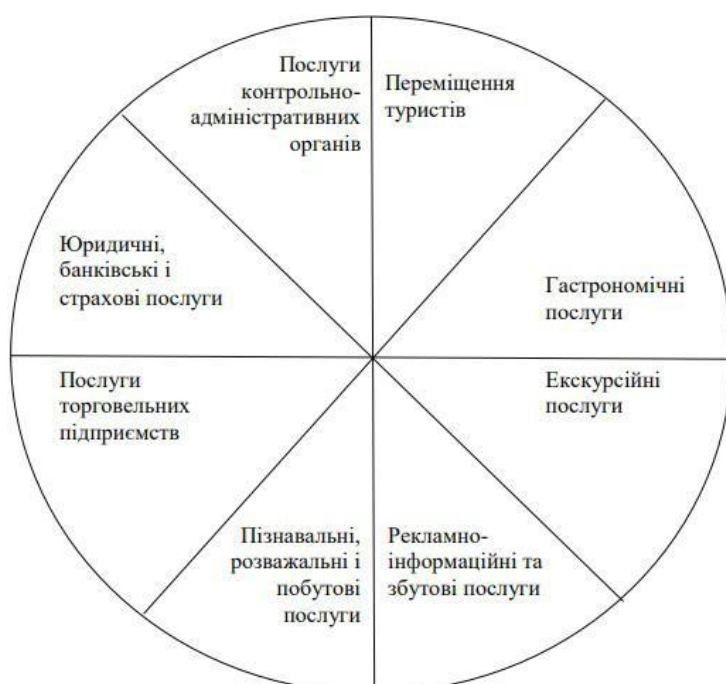 Послуги
контрольно-
адміністративних
органів
Переміщення
туристів
Юридичні,
банківські і
страхові послуги
Гастрономічні
послуги
Послуги
торговельних
підприємств
Екскурсійні
послуги
Пізнавальні,
розважальні і
побутові
послуги
Рекламно-
інформаційні та
збутові послуги